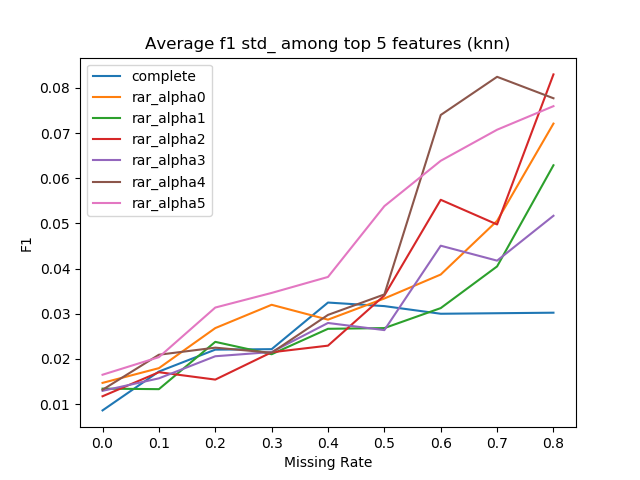 Average f1 std_ among top 5 features (knn)
complete
rar_alpha0
rar_alpha1
rar_alpha2
rar_alpha3
rar_alpha4
rar_alpha5
0.08
0.07
0.06
0.05
0.04
0.03
0.02
0.01
F1
0.0 0.1 0.2 0.3 0.4 0.5 0.6 0.7 0.8
Missing Rate